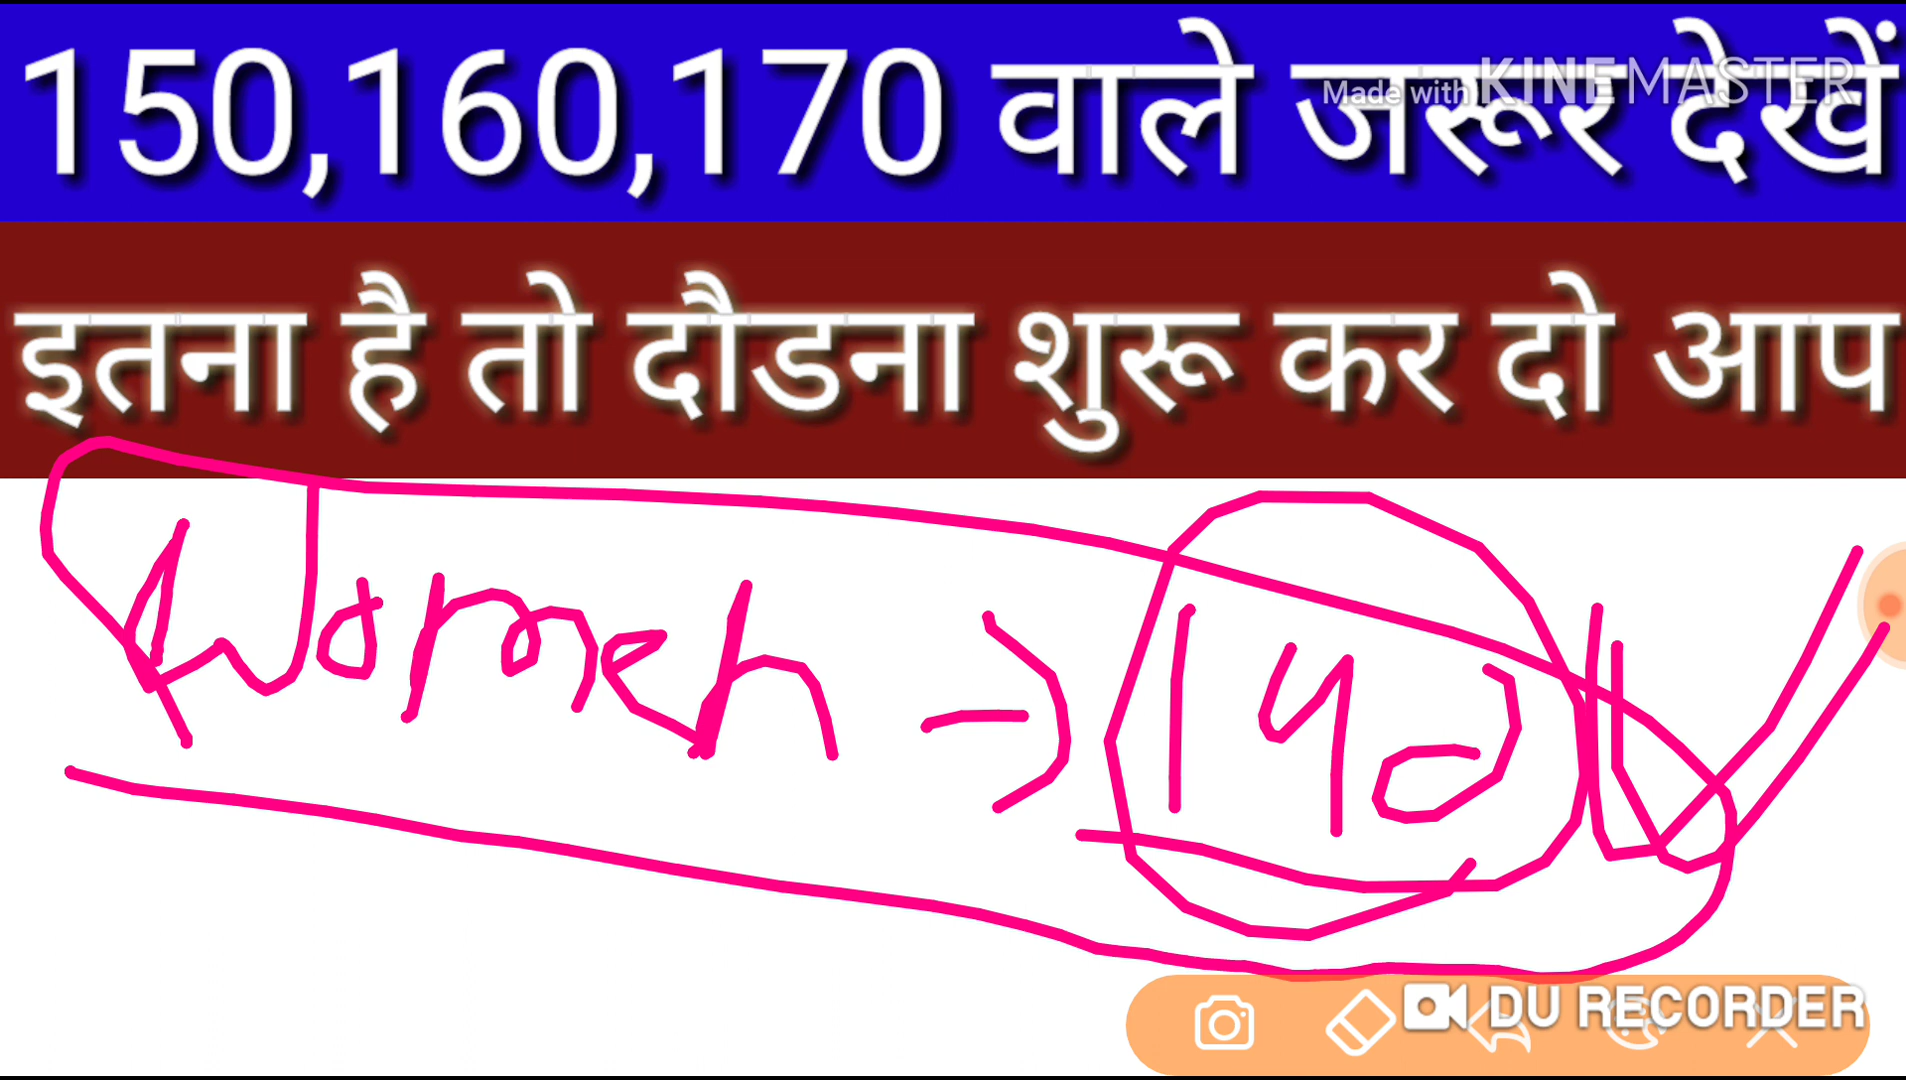 150,160,170 वाले जरूर देखें
Made with KINEMASTER
इतना है तो दौडना शुरू कर दो आप
Women → 140
DU RECORDER